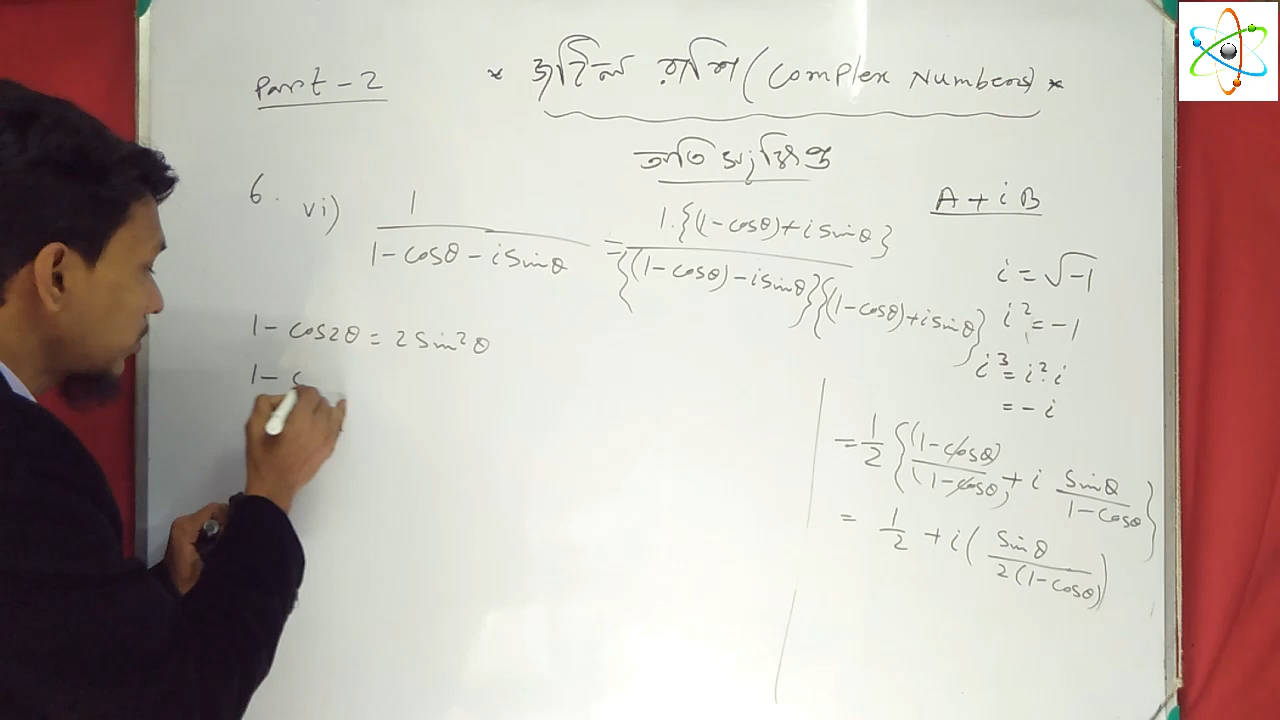 Part - 2
* জটিল রাশি (Complex Numbers) *
অতি সংক্ষিপ্ত
A + i B
6. vi) 1 / (1 - cosθ - i sinθ) = 1.{(1 - cosθ) + i sinθ} / {(1 - cosθ) - i sinθ}{(1 - cosθ) + i sinθ}
i = √-1
i² = -1
i³ = i². i
= - i
1 - cos2θ = 2 sin²θ
1 - c
= 1/2 {(1 - cosθ) / (1 - cosθ) + i sinθ / (1 - cosθ)}
= 1/2 + i (sinθ / 2(1 - cosθ))